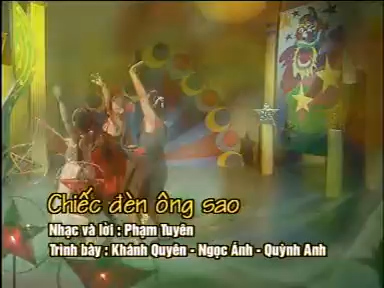 Chiếc đèn ông sao
Nhạc và lời : Phạm Tuyên
Trình bày : Khánh Quyên - Ngọc Ánh - Quỳnh Anh